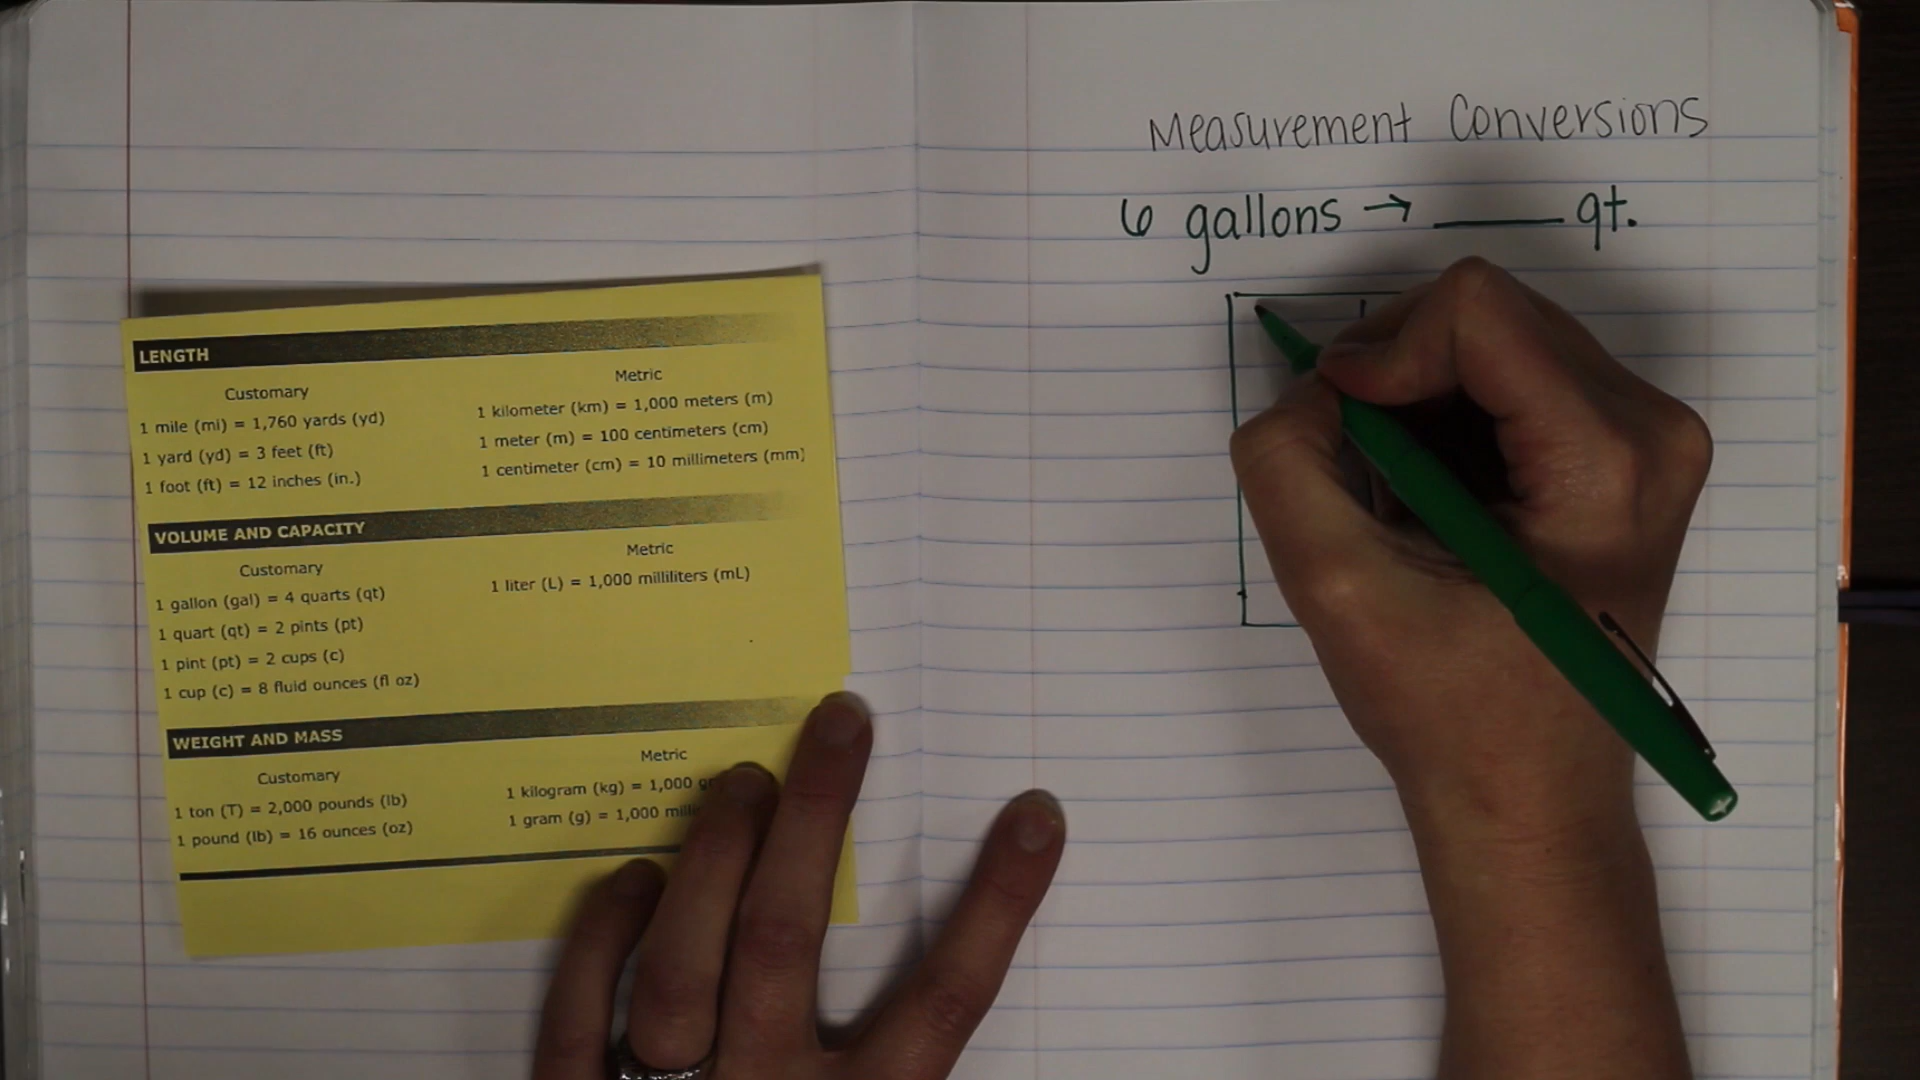 Measurement Conversions
6 gallons → ____ qt.
LENGTH
Customary
1 mile (mi) = 1,760 yards (yd)
1 yard (yd) = 3 feet (ft)
1 foot (ft) = 12 inches (in.)
Metric
1 kilometer (km) = 1,000 meters (m)
1 meter (m) = 100 centimeters (cm)
1 centimeter (cm) = 10 millimeters (mm)
VOLUME AND CAPACITY
Customary
1 gallon (gal) = 4 quarts (qt)
1 quart (qt) = 2 pints (pt)
1 pint (pt) = 2 cups (c)
1 cup (c) = 8 fluid ounces (fl oz)
Metric
1 liter (L) = 1,000 milliliters (mL)
WEIGHT AND MASS
Customary
1 ton (T) = 2,000 pounds (lb)
1 pound (lb) = 16 ounces (oz)
Metric
1 kilogram (kg) = 1,000
1 gram (g) = 1,000